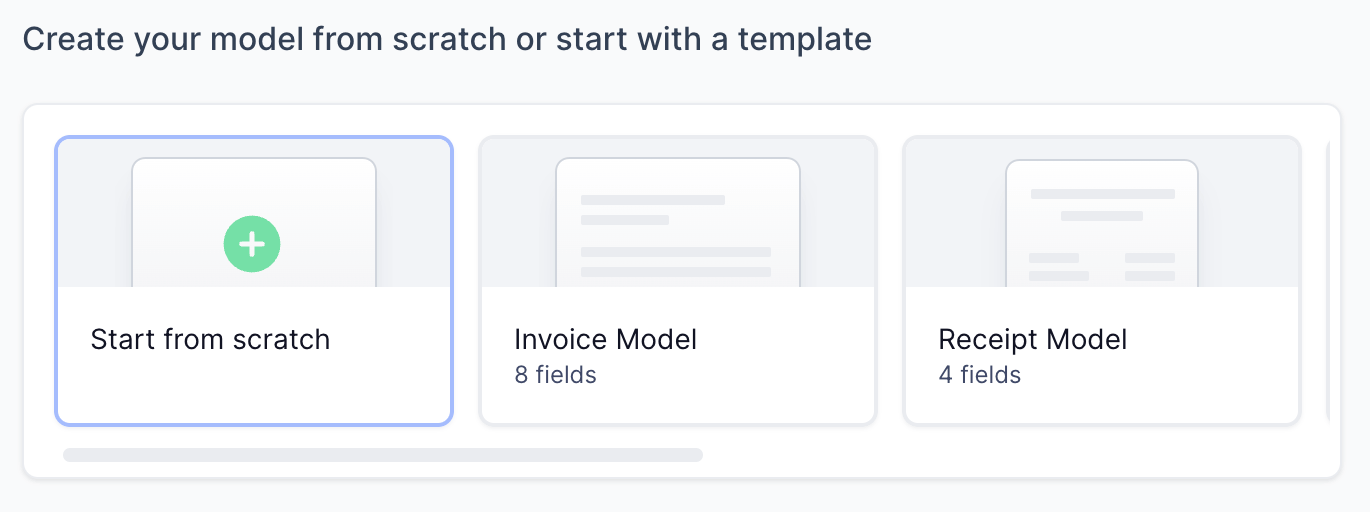 Create your model from scratch or start with a template
Start from scratch
Invoice Model
8 fields
Receipt Model
4 fields